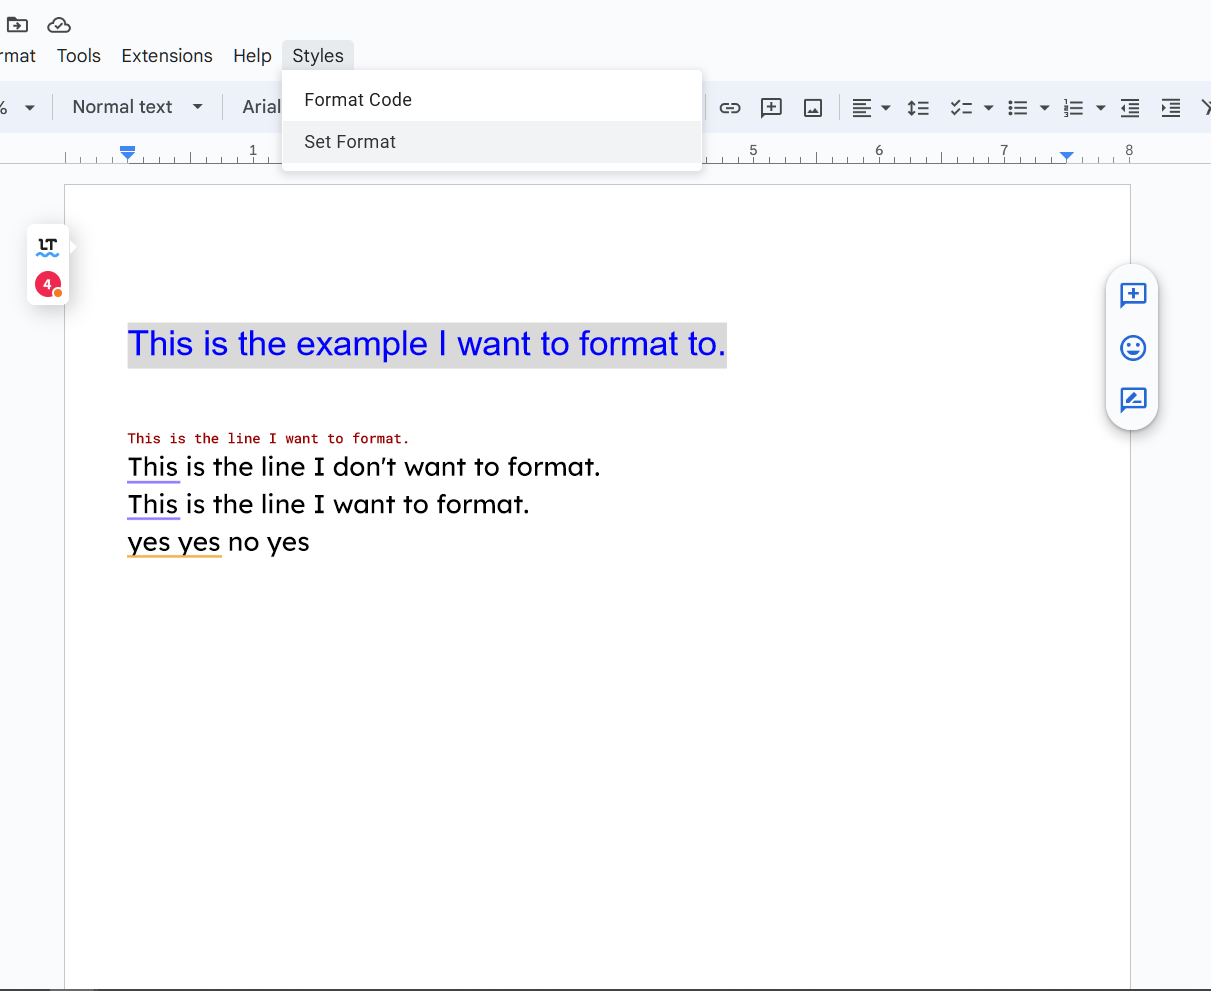 rmat Tools Extensions Help Styles
% Normal text Arial
Format Code
Set Format
1 5 6 7 8
LT
4
This is the example I want to format to.
This is the line I want to format.
This is the line I don't want to format.
This is the line I want to format.
yes yes no yes